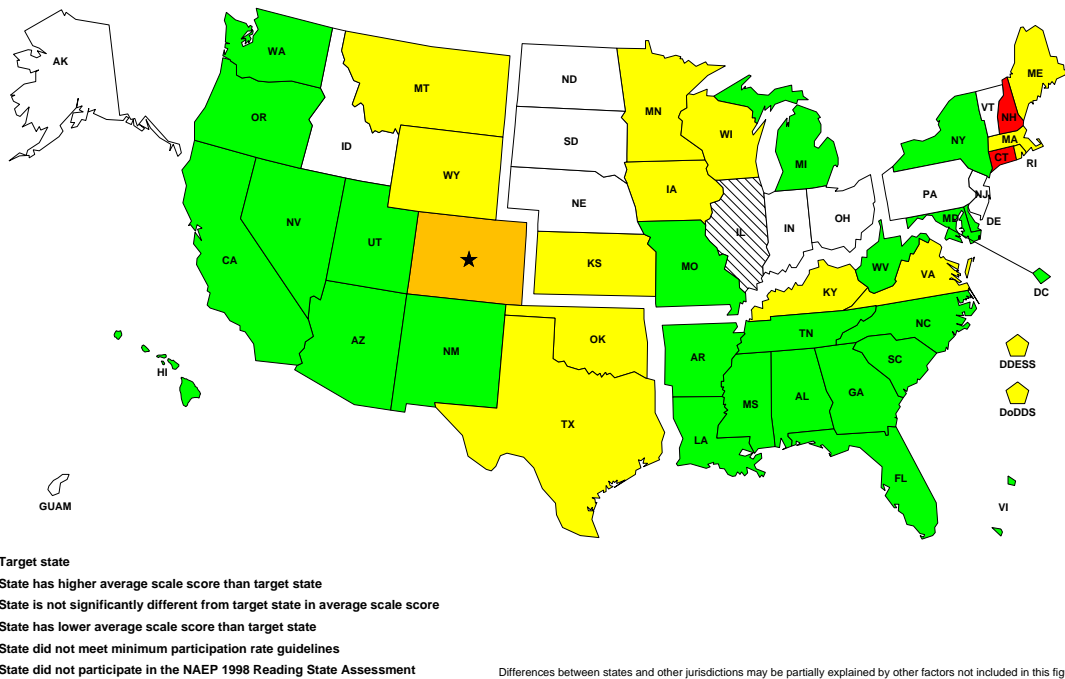 AK
WA
MT
ND
MN
ME
VT
NH
OR
ID
SD
WI
NY
MA
CT
RI
MI
WY
IA
NE
PA
NJ
OH
IN
IL
NV
UT
CA
KS
MO
WV
MD
DE
VA
DC
KY
AZ
NM
OK
AR
TN
NC
SC
DDESS
HI
TX
MS
AL
GA
DoDDS
LA
FL
GUAM
VI
Target state
State has higher average scale score than target state
State is not significantly different from target state in average scale score
State has lower average scale score than target state
State did not meet minimum participation rate guidelines
State did not participate in the NAEP 1998 Reading State Assessment
Differences between states and other jurisdictions may be partially explained by other factors not included in this fig